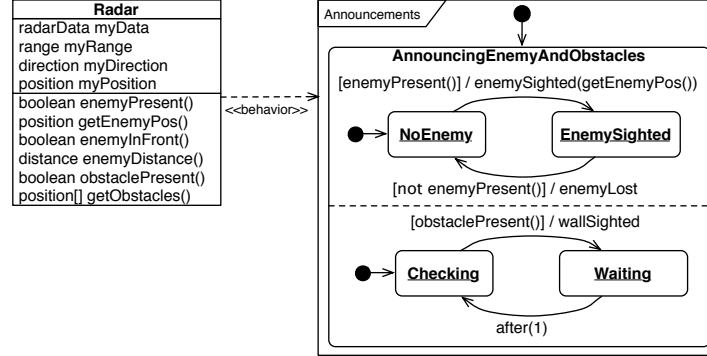 Radar
radarData myData
range myRange
direction myDirection
position myPosition
boolean enemyPresent()
position getEnemyPos()
boolean enemyInFront()
distance enemyDistance()
boolean obstaclePresent()
position[] getObstacles()
<<behavior>>
Announcements
AnnouncingEnemyAndObstacles
[enemyPresent()] / enemySighted(getEnemyPos())
NoEnemy
EnemySighted
[not enemyPresent()] / enemyLost
[obstaclePresent()] / wallSighted
Checking
Waiting
after(1)